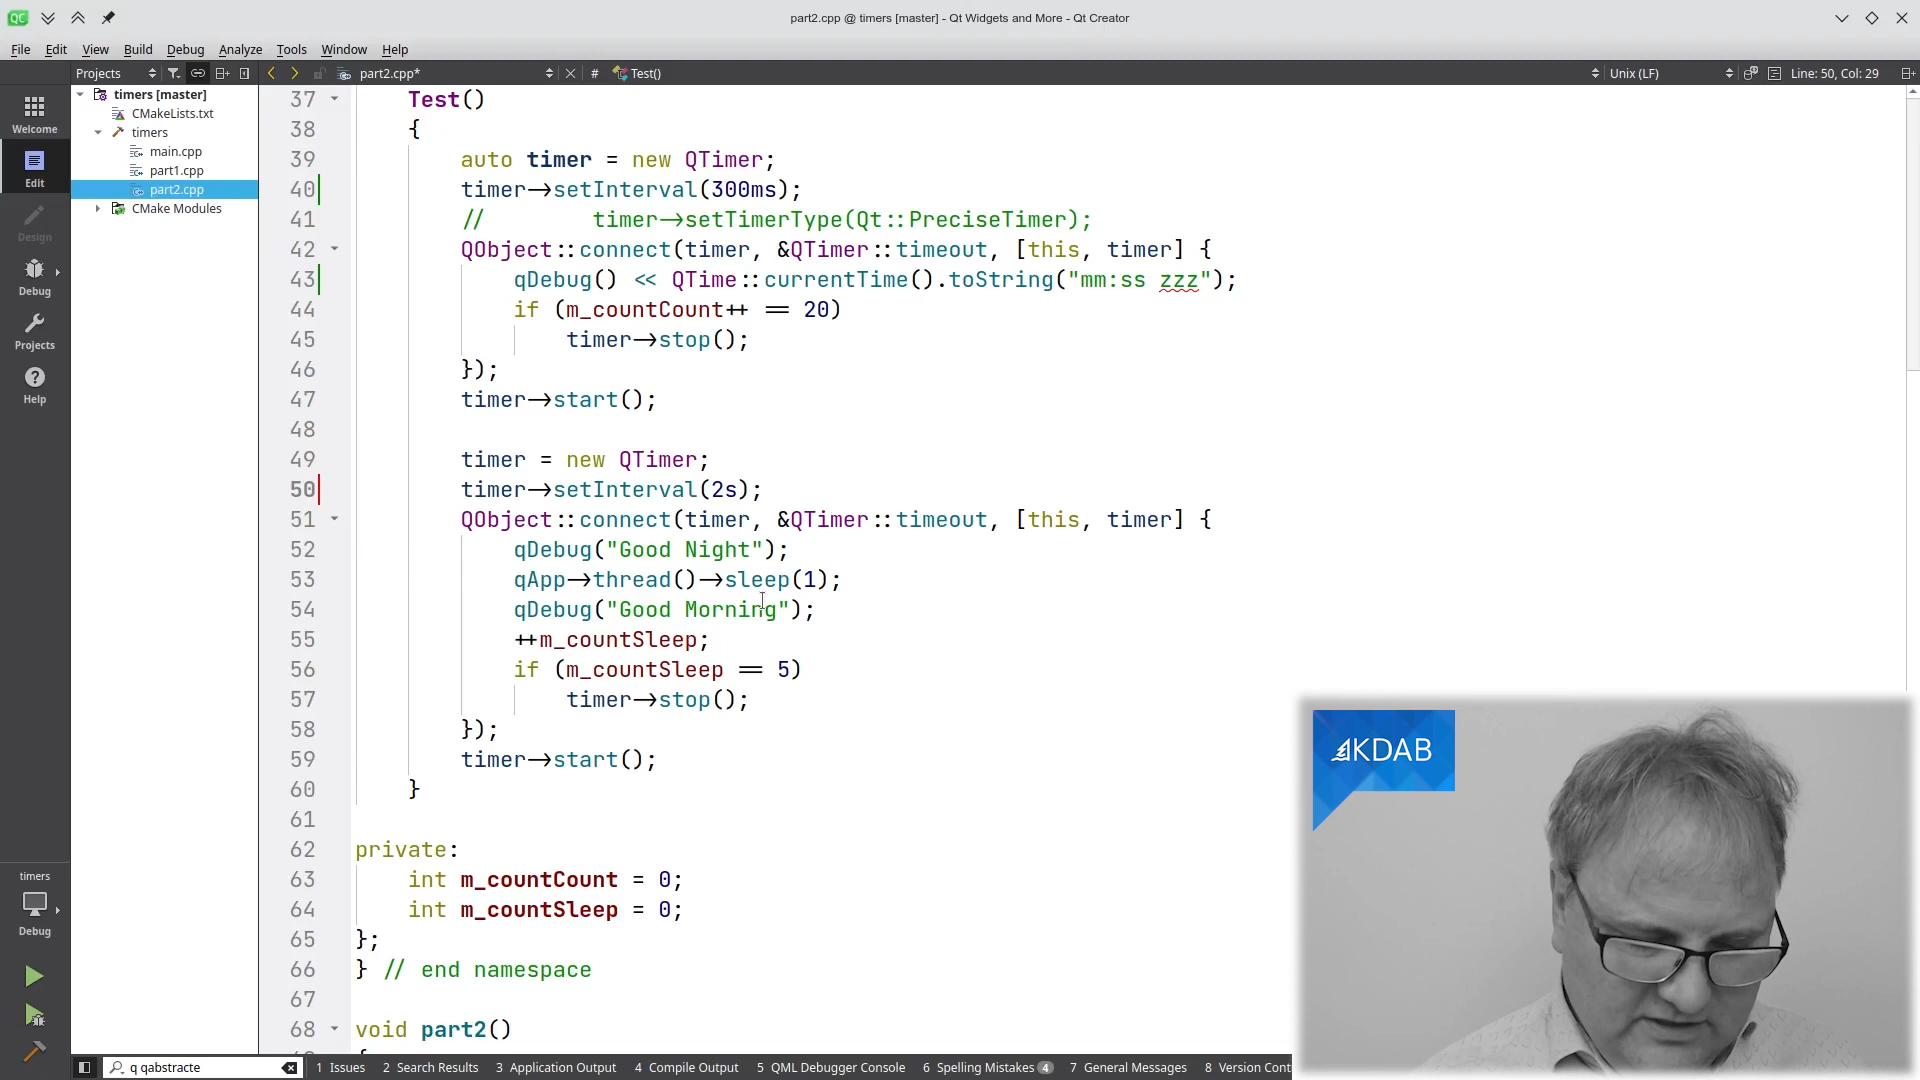 part2.cpp @ timers [master] - Qt Widgets and More - Qt Creator
File Edit View Build Debug Analyze Tools Window Help
Projects part2.cpp* # Test() Unix (LF) Line: 50, Col: 29
timers [master]
CMakeLists.txt
timers
main.cpp
part1.cpp
part2.cpp
CMake Modules
Welcome
Edit
Design
Debug
Projects
Help
timers
Debug
37 Test()
38 {
39 auto timer = new QTimer;
40 timer->setInterval(300ms);
41 // timer->setTimerType(Qt::PreciseTimer);
42 QObject::connect(timer, &QTimer::timeout, [this, timer] {
43 qDebug() << QTime::currentTime().toString("mm:ss zzz");
44 if (m_countCount++ == 20)
45 timer->stop();
46 });
47 timer->start();
48
49 timer = new QTimer;
50 timer->setInterval(2s);
51 QObject::connect(timer, &QTimer::timeout, [this, timer] {
52 qDebug("Good Night");
53 qApp->thread()->sleep(1);
54 qDebug("Good Morning");
55 ++m_countSleep;
56 if (m_countSleep == 5)
57 timer->stop();
58 });
59 timer->start();
60 }
61
62 private:
63 int m_countCount = 0;
64 int m_countSleep = 0;
65 };
66 } // end namespace
67
68 void part2()
KDAB
q qabstracte 1 Issues 2 Search Results 3 Application Output 4 Compile Output 5 QML Debugger Console 6 Spelling Mistakes 4 7 General Messages 8 Version Cont